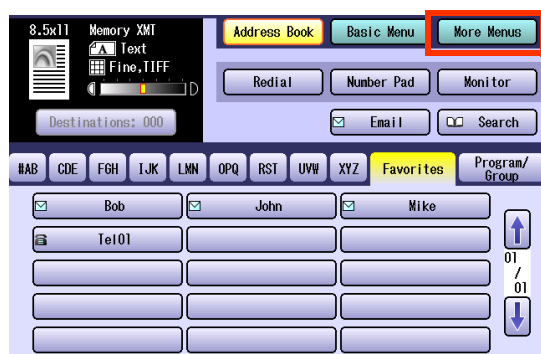 8.5x11 Memory XMT Address Book Basic Menu More Menus
A Text
Fine,TIFF
D Redial Number Pad Monitor
Destinations: 000 Email Search
#AB CDE FGH IJK LMN OPQ RST UVW XYZ Favorites Program/
Group
Bob John Mike
Tel01
01
/
01